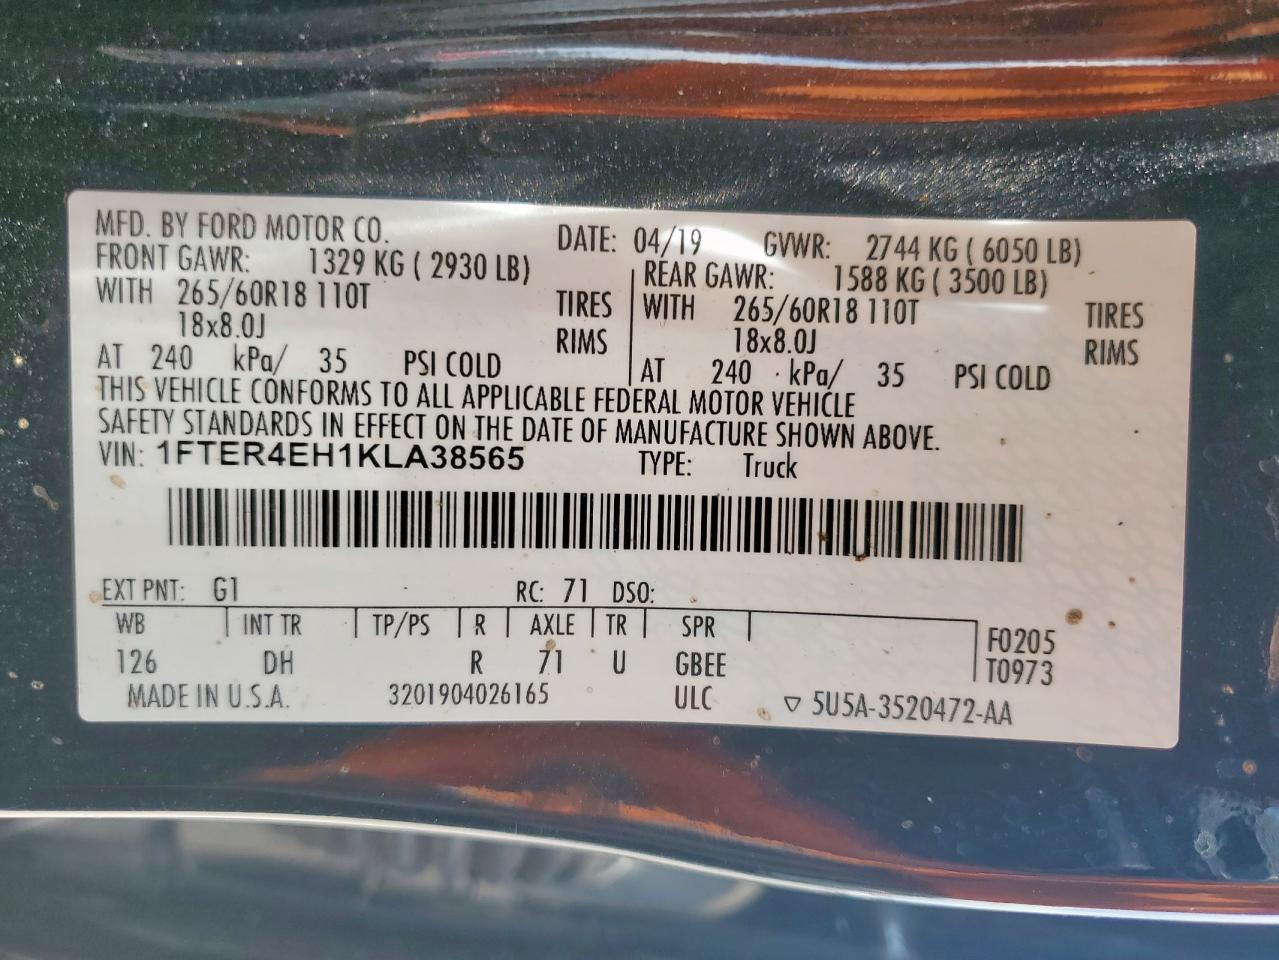 MFD. BY FORD MOTOR CO. DATE: 04/19 GVWR: 2744 KG ( 6050 LB)
FRONT GAWR: 1329 KG ( 2930 LB) REAR GAWR: 1588 KG ( 3500 LB)
WITH 265/60R18 110T TIRES WITH 265/60R18 110T TIRES
18x8.0J RIMS 18x8.0J RIMS
AT 240 kPa/ 35 PSI COLD AT 240 kPa/ 35 PSI COLD
THIS VEHICLE CONFORMS TO ALL APPLICABLE FEDERAL MOTOR VEHICLE
SAFETY STANDARDS IN EFFECT ON THE DATE OF MANUFACTURE SHOWN ABOVE.
VIN: 1FTER4EH1KLA38565 TYPE: Truck
EXT PNT: G1 RC: 71 DSO:
WB INT TR TP/PS R AXLE TR SPR F0205
126 DH R 71 U GBEE T0973
MADE IN U.S.A. 3201904026165 ULC ▽ 5U5A-3520472-AA